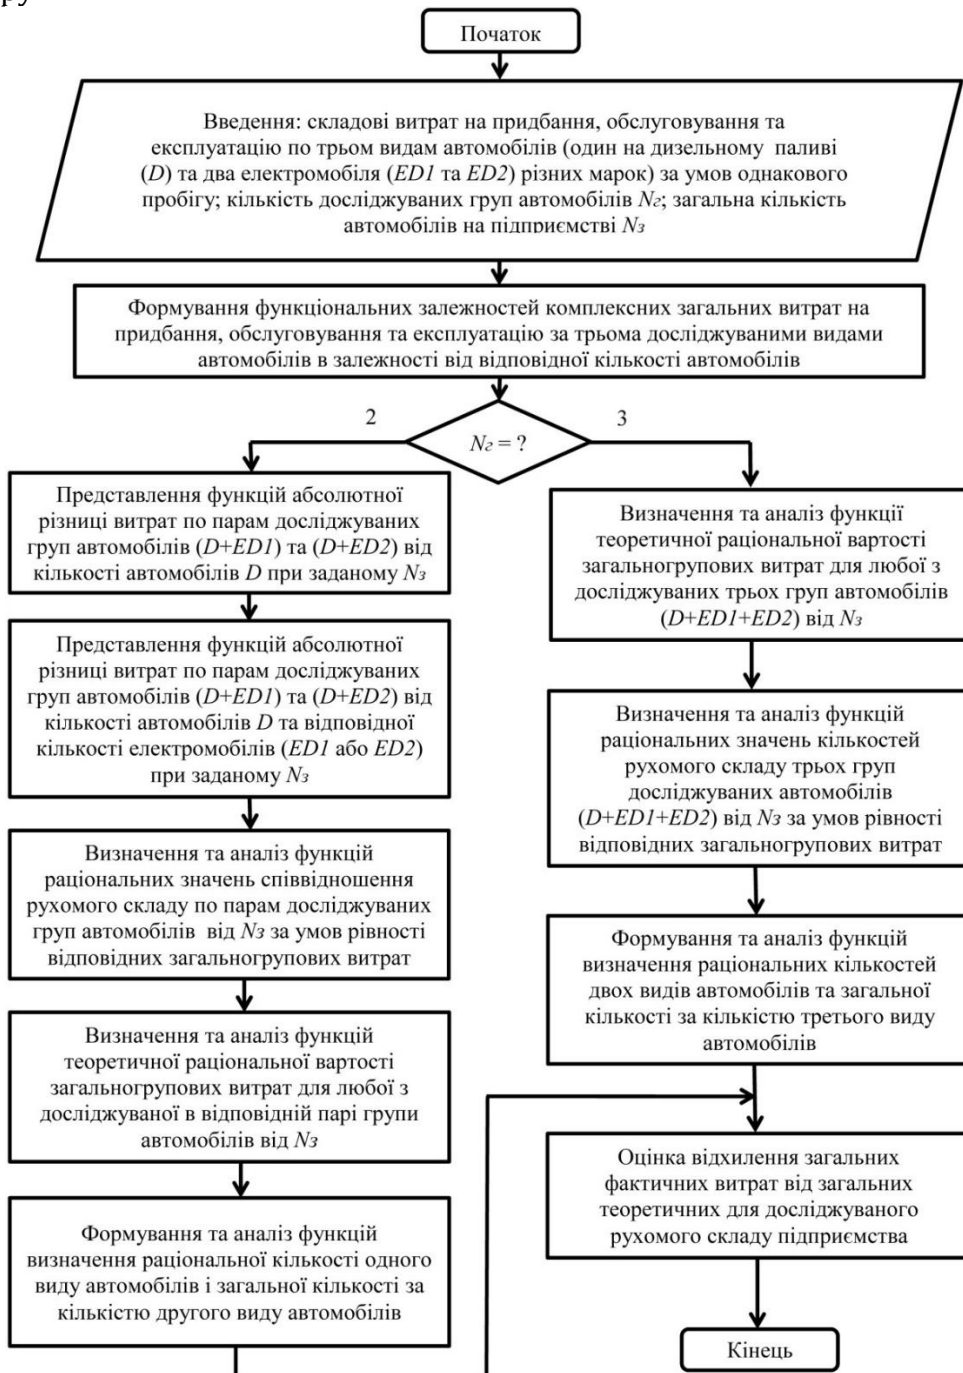 ру
Початок
Введення: складові витрат на придбання, обслуговування та
експлуатацію по трьом видам автомобілів (один на дизельному паливі
(D) та два електромобіля (ED1 та ED2) різних марок) за умов однакового
пробігу; кількість досліджуваних груп автомобілів Nг; загальна кількість
автомобілів на підприємстві Nз
Формування функціональних залежностей комплексних загальних витрат на
придбання, обслуговування та експлуатацію за трьома досліджуваними видами
автомобілів в залежності від відповідної кількості автомобілів
2
Nг = ?
3
Представлення функцій абсолютної
різниці витрат по парам досліджуваних
груп автомобілів (D+ED1) та (D+ED2) від
кількості автомобілів D при заданому Nз
Представлення функцій абсолютної
різниці витрат по парам досліджуваних
груп автомобілів (D+ED1) та (D+ED2) від
кількості автомобілів D та відповідної
кількості електромобілів (ED1 або ED2)
при заданому Nз
Визначення та аналіз функцій
раціональних значень співвідношення
рухомого складу по парам досліджуваних
груп автомобілів від Nз за умов рівності
відповідних загальногрупових витрат
Визначення та аналіз функцій
теоретичної раціональної вартості
загальногрупових витрат для любої з
досліджуваної в відповідній парі групи
автомобілів від Nз
Формування та аналіз функцій
визначення раціональної кількості одного
виду автомобілів і загальної кількості за
кількістю другого виду автомобілів
Визначення та аналіз функції
теоретичної раціональної вартості
загальногрупових витрат для любої з
досліджуваних трьох груп автомобілів
(D+ED1+ED2) від Nз
Визначення та аналіз функцій
раціональних значень кількостей
рухомого складу трьох груп
досліджуваних автомобілів
(D+ED1+ED2) від Nз за умов рівності
відповідних загальногрупових витрат
Формування та аналіз функцій
визначення раціональних кількостей
двох видів автомобілів та загальної
кількості за кількістю третього виду
автомобілів
Оцінка відхилення загальних
фактичних витрат від загальних
теоретичних для досліджуваного
рухомого складу підприємства
Кінець